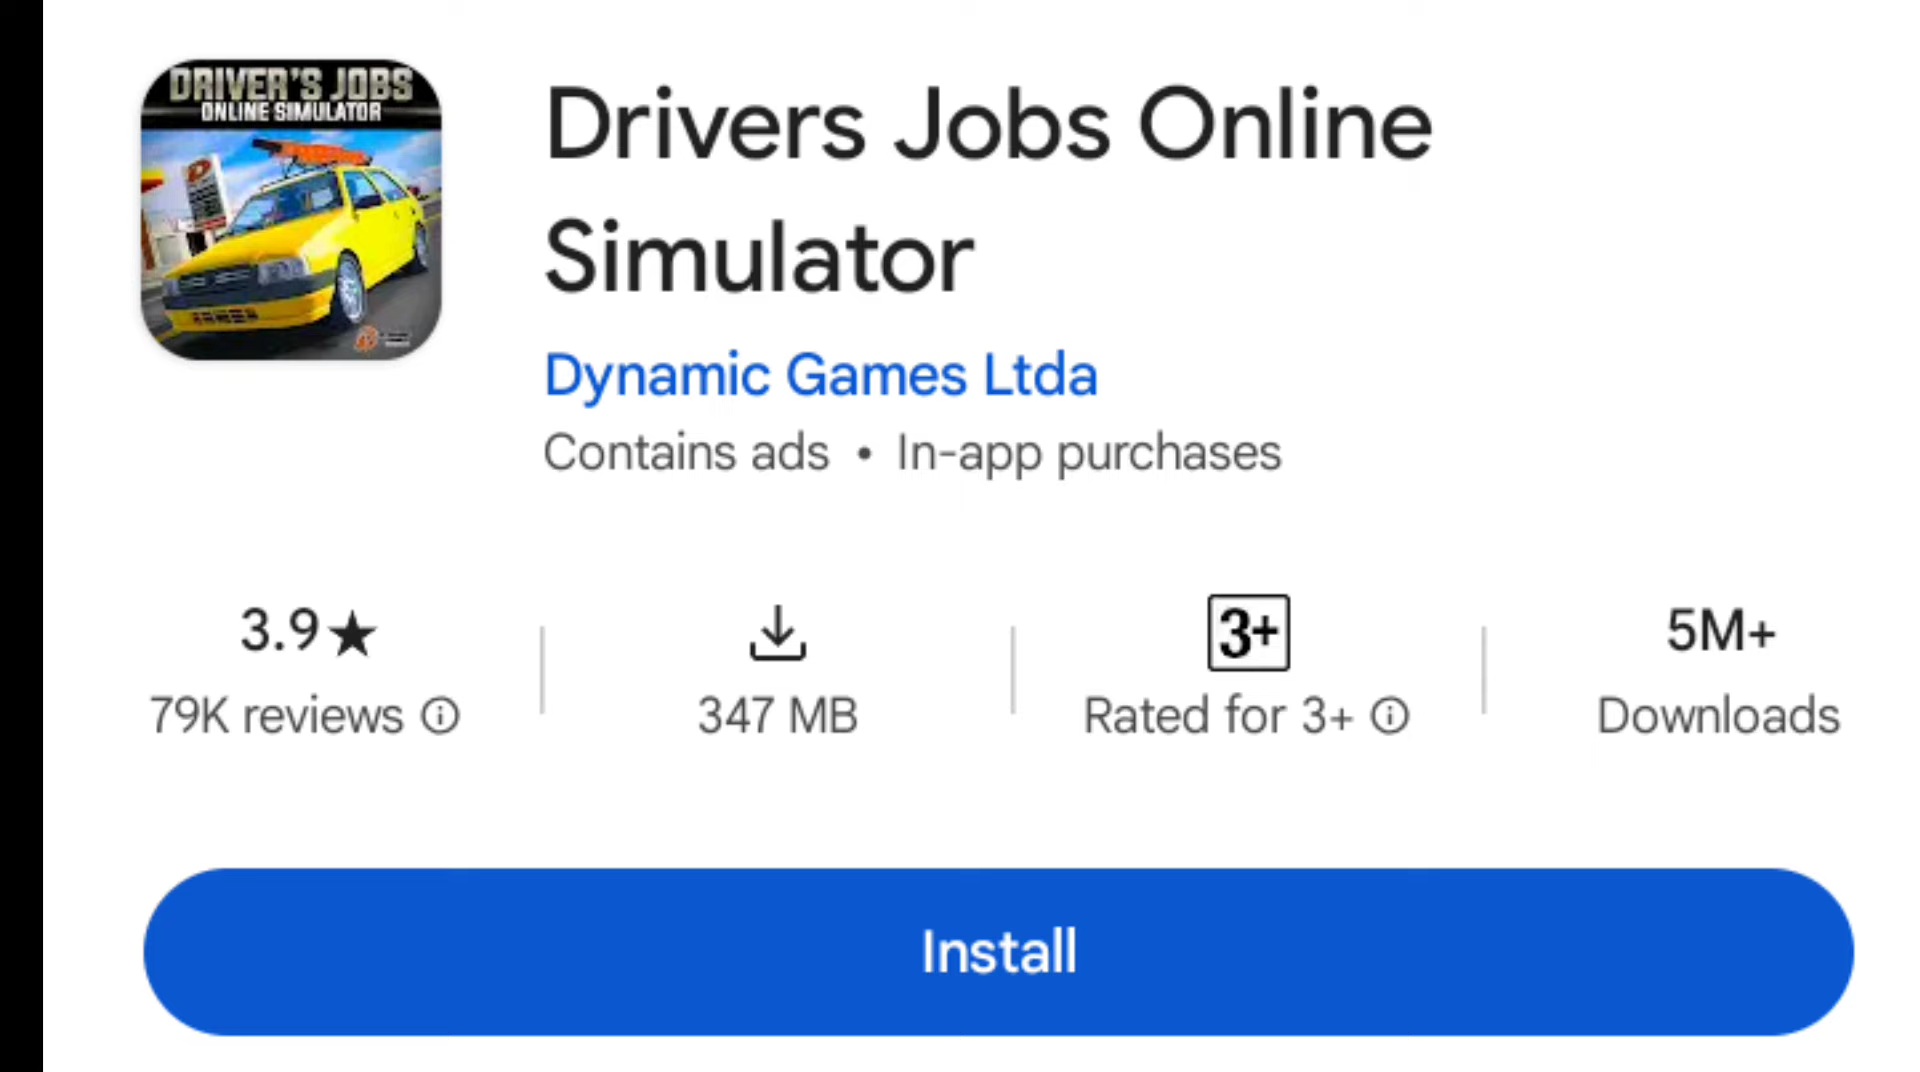 DRIVER'S JOBS
ONLINE SIMULATOR
Drivers Jobs Online
Simulator
Dynamic Games Ltda
Contains ads • In-app purchases
3.9★
79K reviews
347 MB
3+
Rated for 3+
5M+
Downloads
Install